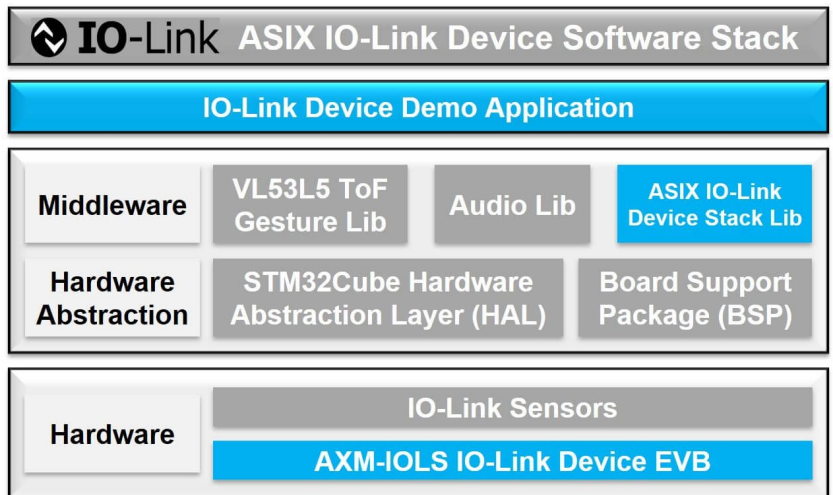 IO-Link ASIX IO-Link Device Software Stack
IO-Link Device Demo Application
Middleware
VL53L5 ToF
Gesture Lib
Audio Lib
ASIX IO-Link
Device Stack Lib
Hardware
Abstraction
STM32Cube Hardware
Abstraction Layer (HAL)
Board Support
Package (BSP)
Hardware
IO-Link Sensors
AXM-IOLS IO-Link Device EVB